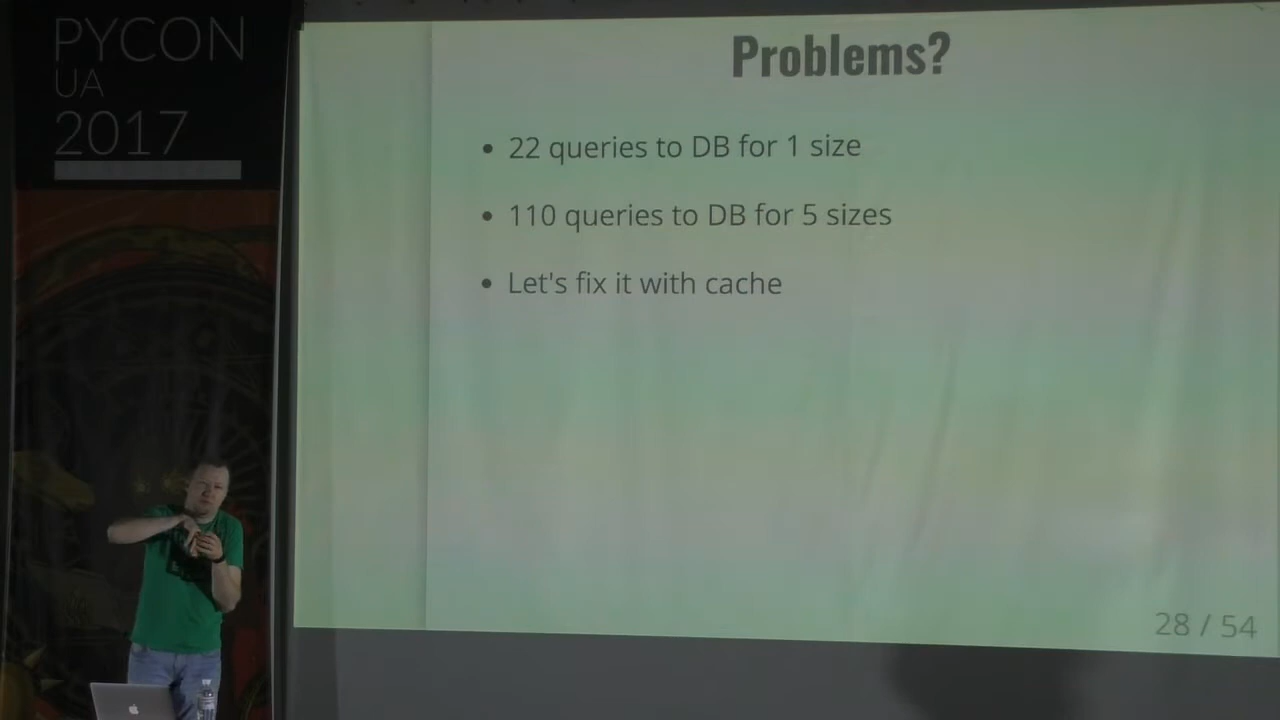 PYCON
UA
2017
Problems?
• 22 queries to DB for 1 size
• 110 queries to DB for 5 sizes
• Let's fix it with cache
28 / 54